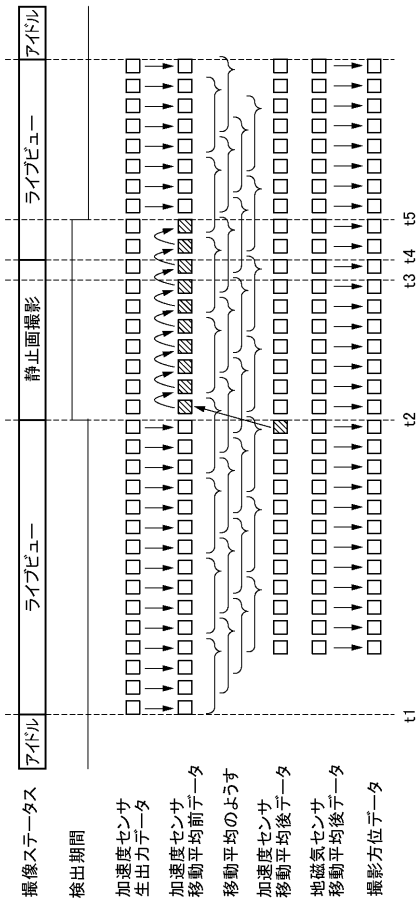 撮像ステータス
アイドル
ライブビュー
静止画撮影
ライブビュー
アイドル
検出期間
加速度センサ
生出力データ
加速度センサ
移動平均前データ
移動平均のようす
加速度センサ
移動平均後データ
地磁気センサ
移動平均後データ
撮影方位データ
t1
t2
t3
t4
t5